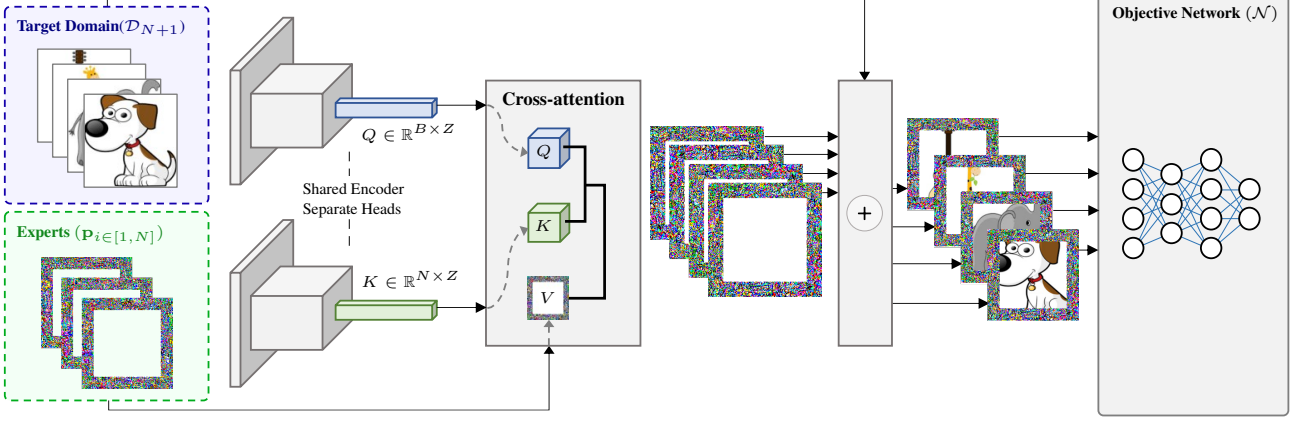 Target Domain(𝒟_{N+1})
Objective Network (𝒩)
Cross-attention
Q ∈ ℝ^{B×Z}
Q
Shared Encoder
Separate Heads
+
Experts (𝐩_{i∈[1,N]})
K
K ∈ ℝ^{N×Z}
V